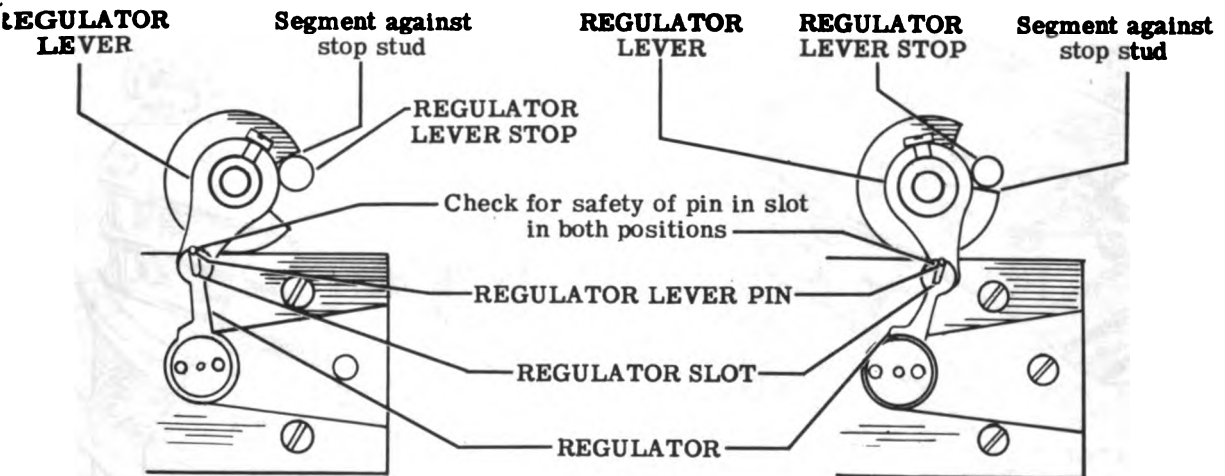 REGULATOR
LEVER
Segment against
stop stud
REGULATOR
LEVER STOP
REGULATOR
LEVER
REGULATOR
LEVER STOP
Segment against
stop stud
Check for safety of pin in slot
in both positions
REGULATOR LEVER PIN
REGULATOR SLOT
REGULATOR